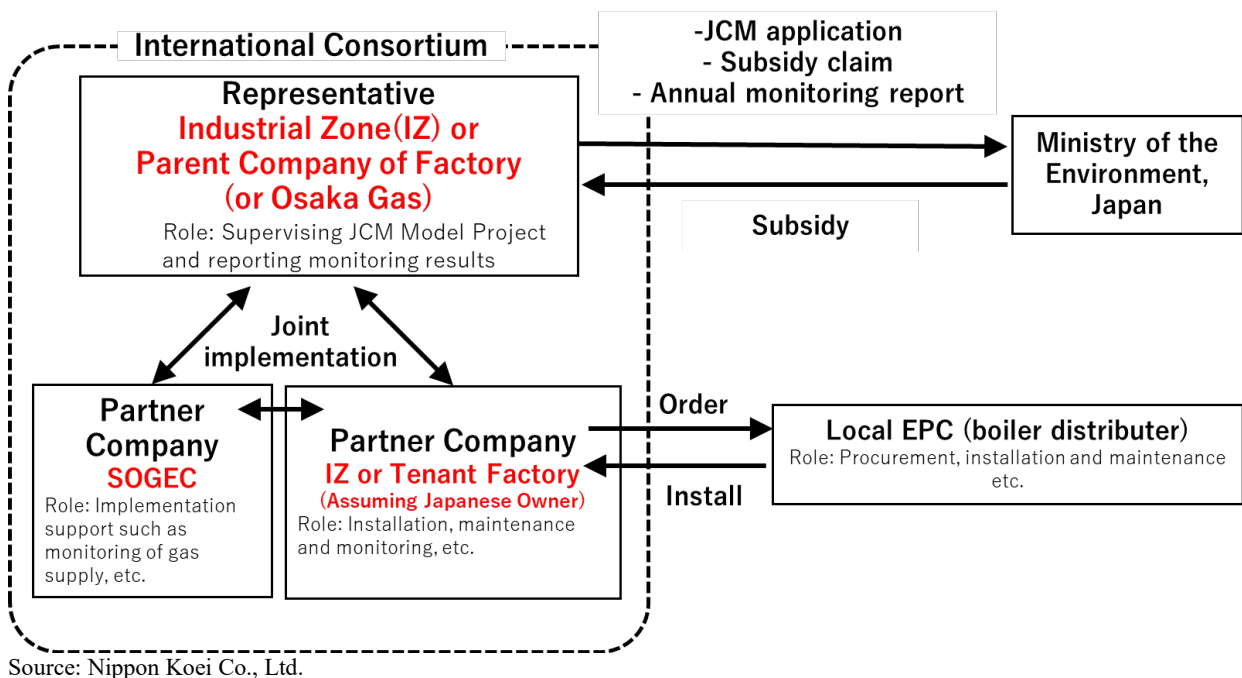 International Consortium
-JCM application
- Subsidy claim
- Annual monitoring report
Representative
Industrial Zone(IZ) or
Parent Company of Factory
(or Osaka Gas)
Role: Supervising JCM Model Project
and reporting monitoring results
Ministry of the
Environment,
Japan
Subsidy
Joint
implementation
Partner
Company
SOGEC
Role: Implementation
support such as
monitoring of gas
supply, etc.
Partner Company
IZ or Tenant Factory
(Assuming Japanese Owner)
Role: Installation, maintenance
and monitoring, etc.
Order
Install
Local EPC (boiler distributer)
Role: Procurement, installation and maintenance
etc.
Source: Nippon Koei Co., Ltd.